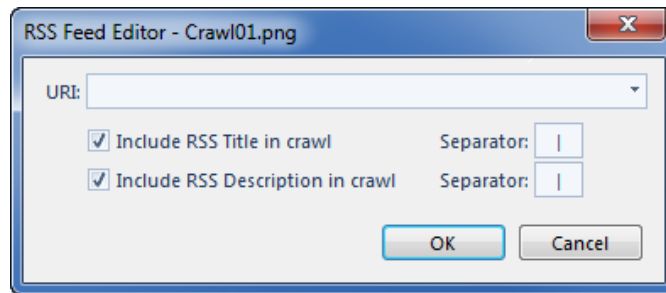 RSS Feed Editor - Crawl01.png
URI:
Include RSS Title in crawl Separator: |
Include RSS Description in crawl Separator: |
OK Cancel